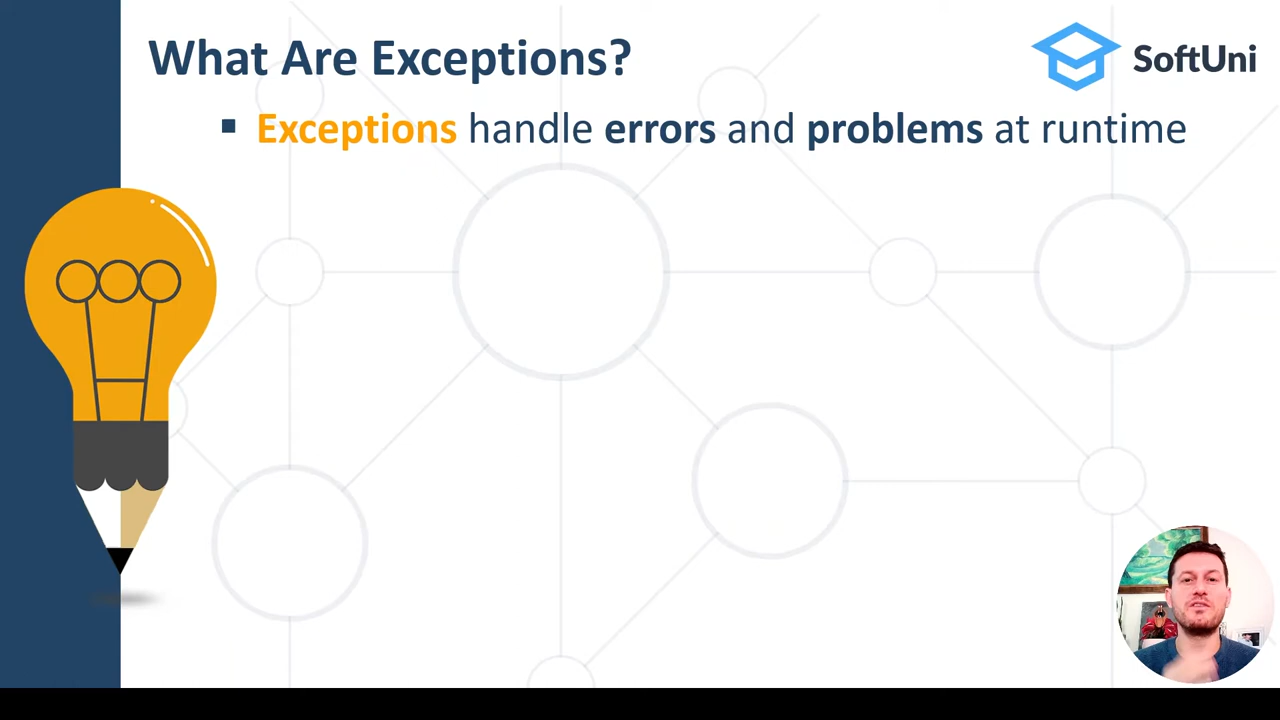 What Are Exceptions?
SoftUni
Exceptions handle errors and problems at runtime